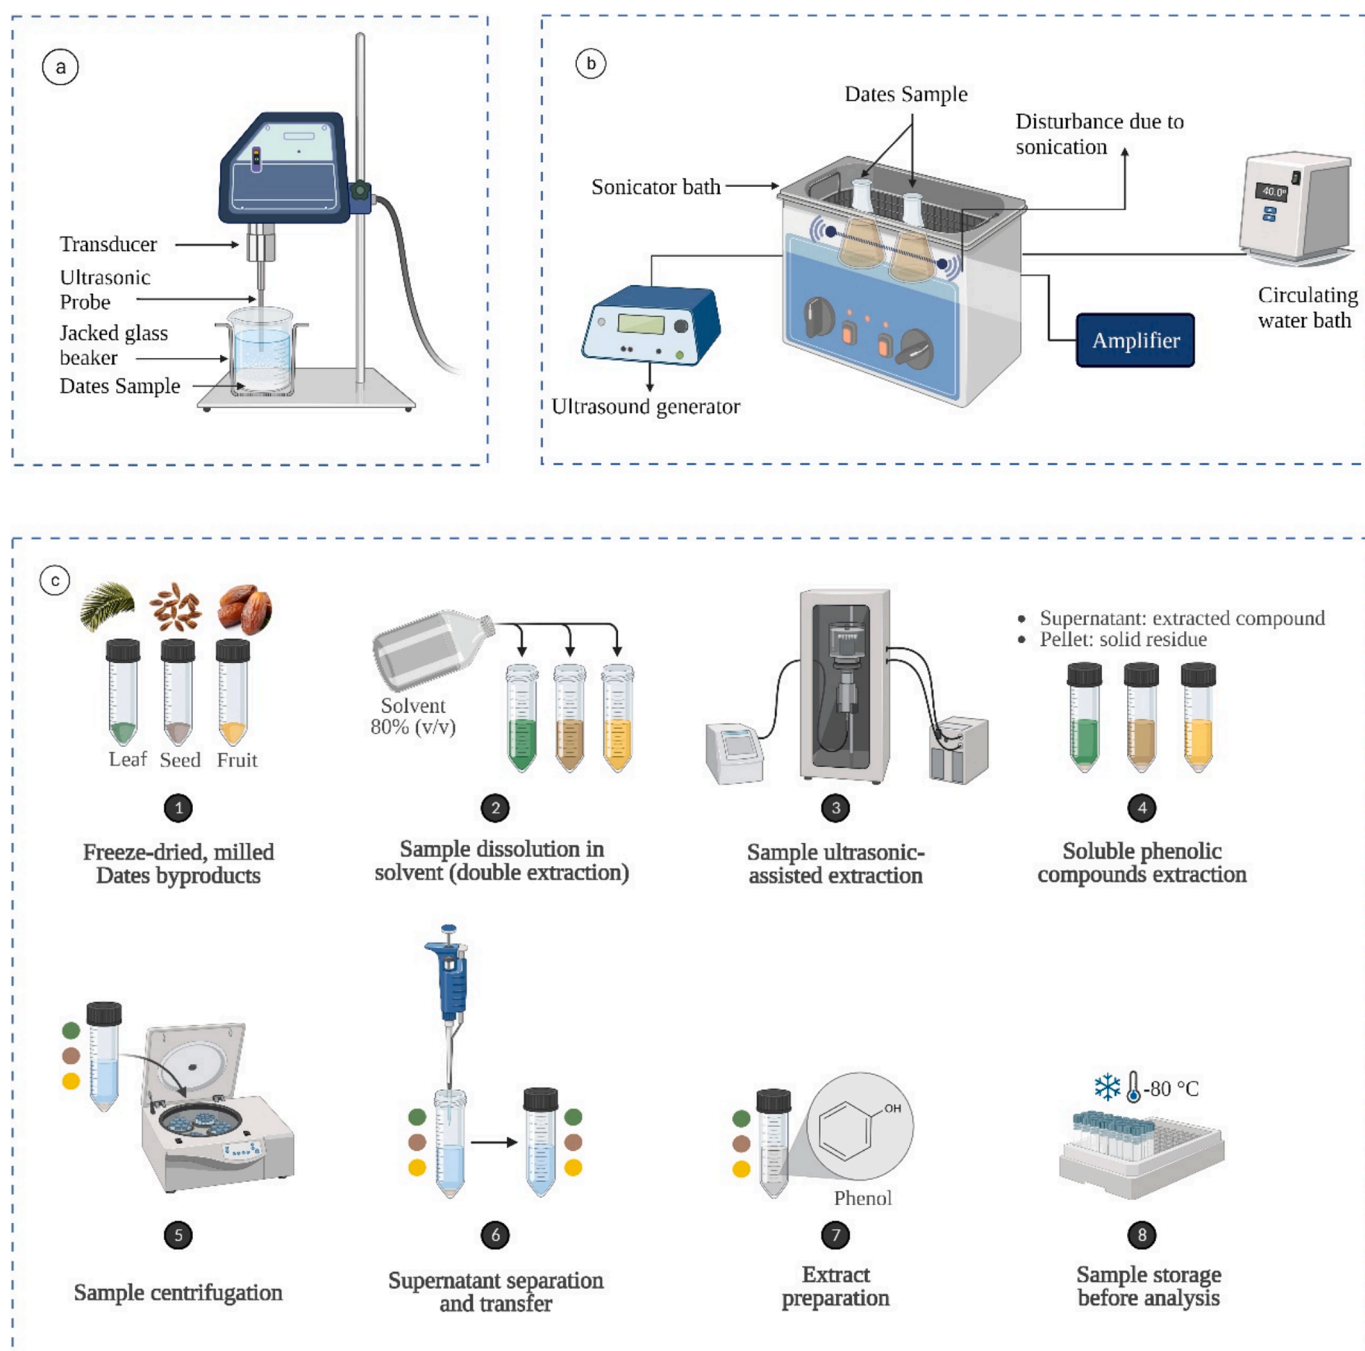 a
Transducer
Ultrasonic
Probe
Jacked glass
beaker
Dates Sample
b
Dates Sample
Disturbance due to
sonication
Sonicator bath
40.0°
Circulating
water bath
Amplifier
Ultrasound generator
c
Leaf
Seed
Fruit
1
Freeze-dried, milled
Dates byproducts
Solvent
80% (v/v)
2
Sample dissolution in
solvent (double extraction)
3
Sample ultrasonic-
assisted extraction
• Supernatant: extracted compound
• Pellet: solid residue
4
Soluble phenolic
compounds extraction
5
Sample centrifugation
6
Supernatant separation
and transfer
OH
Phenol
7
Extract
preparation
-80 °C
8
Sample storage
before analysis